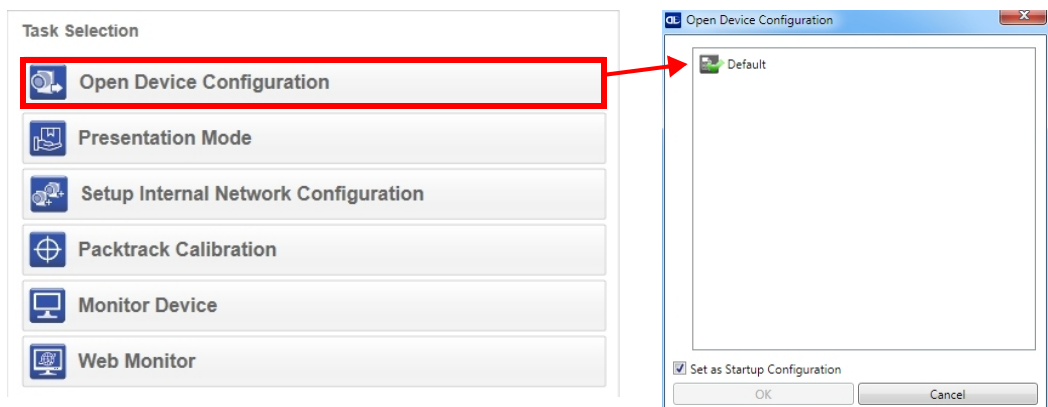 Task Selection
Open Device Configuration
Presentation Mode
Setup Internal Network Configuration
Packtrack Calibration
Monitor Device
Web Monitor
Open Device Configuration
Default
Set as Startup Configuration
OK
Cancel